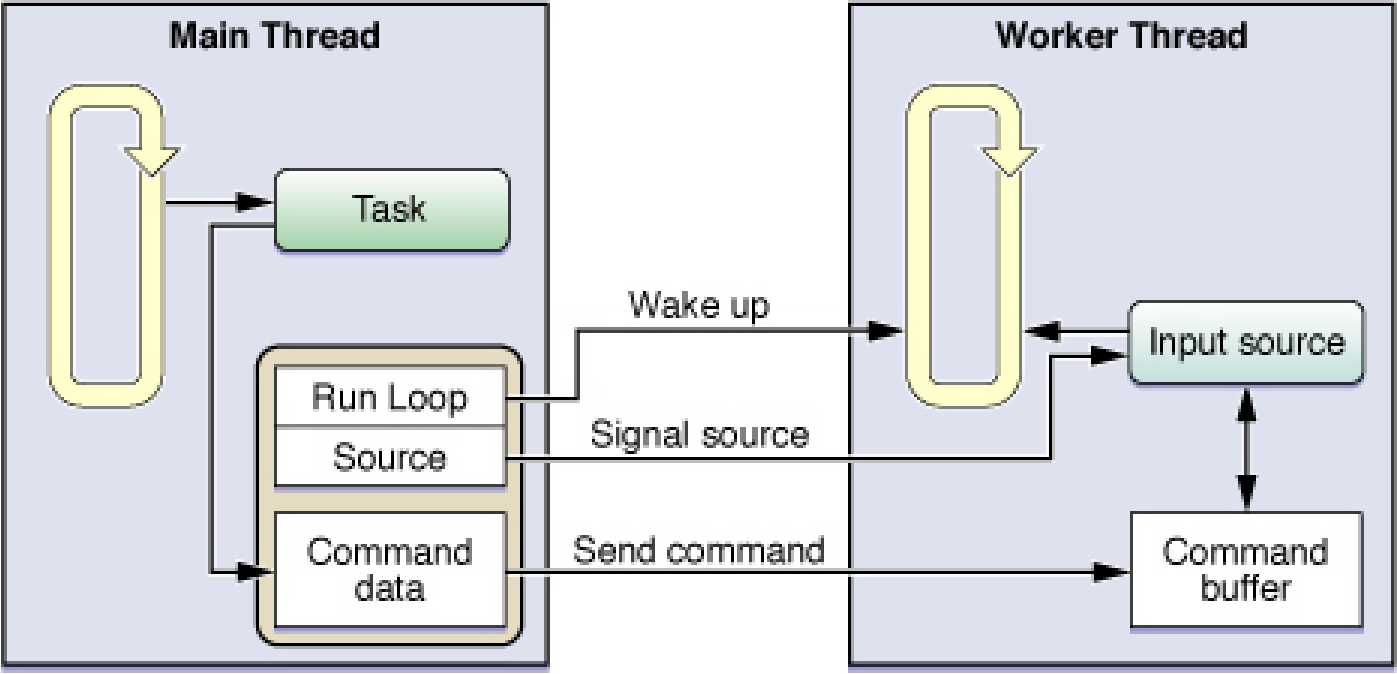 Main Thread
Worker Thread
Task
Wake up
Input source
Run Loop
Signal source
Source
Command
data
Send command
Command
buffer